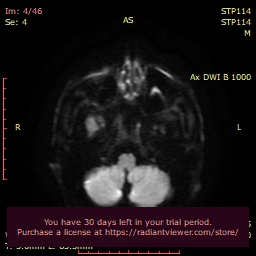 Im: 4/46
Se: 4
AS
STP114
STP114
M
Ax DWI B 1000
R
L
You have 30 days left in your trial period.
Purchase a license at https://radiantviewer.com/store/